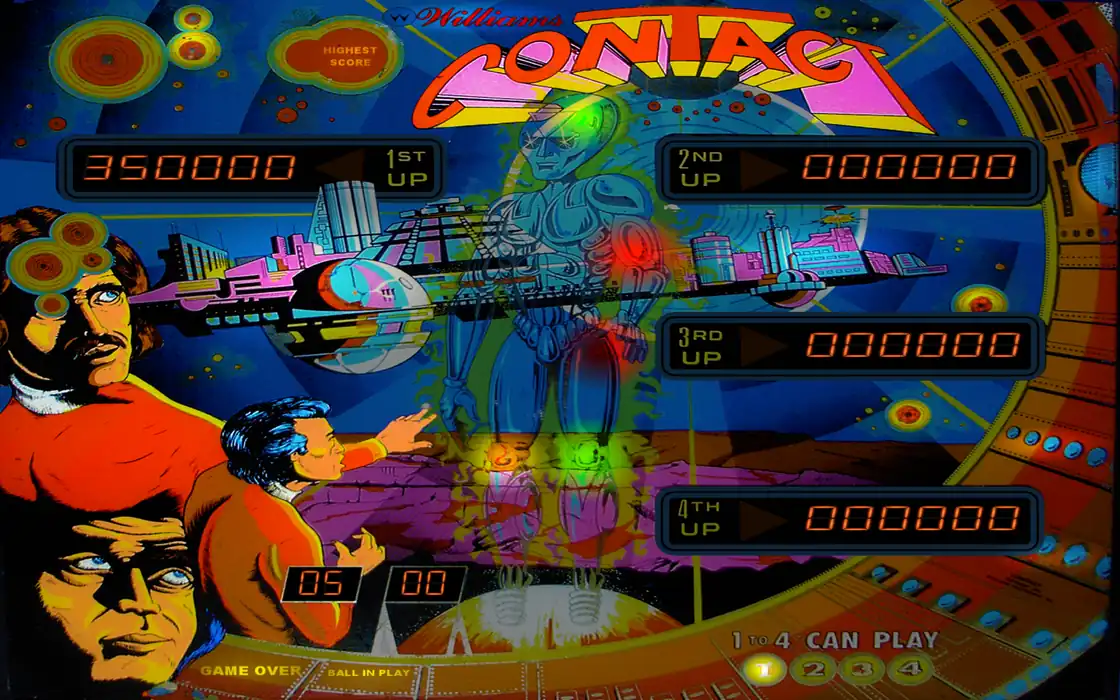 Williams
CONTACT
HIGHEST
SCORE
350000
1ST
UP
2ND
UP
000000
3RD
UP
000000
4TH
UP
000000
05
00
GAME OVER
BALL IN PLAY
1 TO 4 CAN PLAY
1 2 3 4